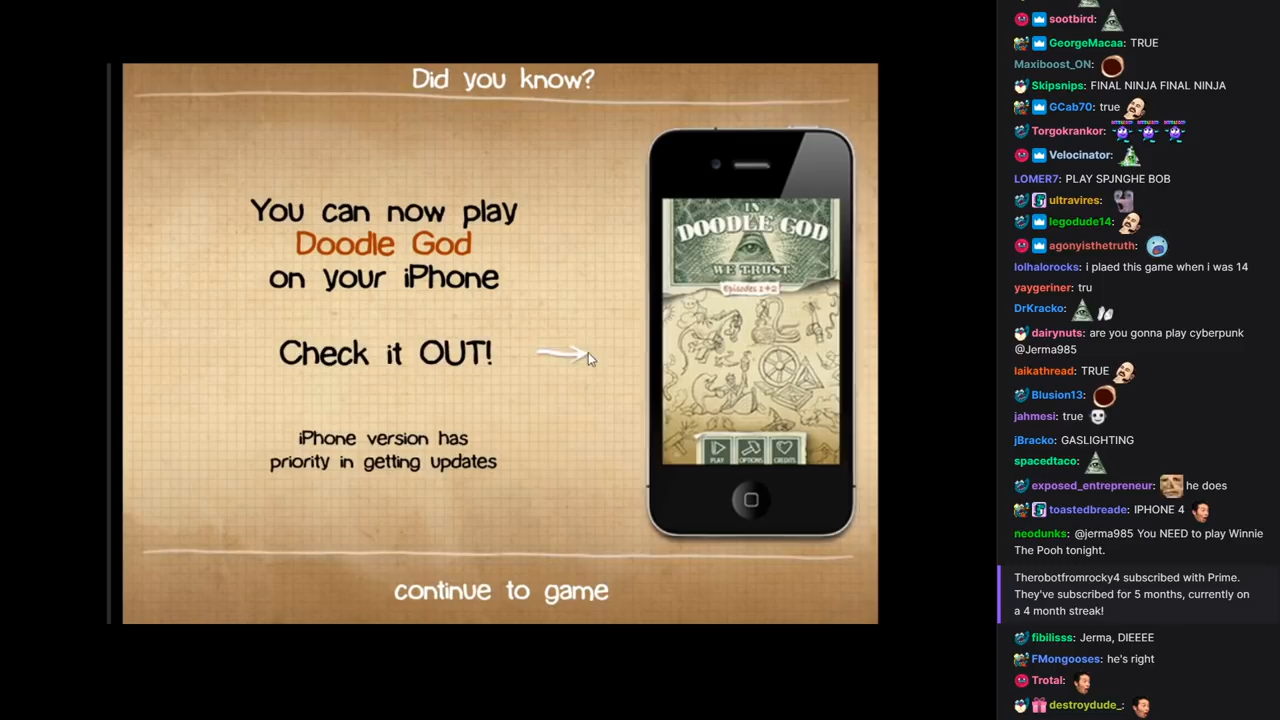 Did you know?
You can now play
Doodle God
on your iPhone
Check it OUT!
iPhone version has
priority in getting updates
continue to game
IN
DOODLE GOD
WE TRUST
Episodes 1+2
PLAY
OPTIONS
CREDITS
sootbird:
GeorgeMacaa: TRUE
Maxiboost_ON:
Skipsnips: FINAL NINJA FINAL NINJA
GCab70: true
Torgokrankor:
Velocinator:
LOMER7: PLAY SPJNGHE BOB
ultravires:
legodude14:
agonyisthetruth:
lolhalorocks: i plaed this game when i was 14
yaygeriner: tru
DrKracko:
dairynuts: are you gonna play cyberpunk
@Jerma985
laikathread: TRUE
Blusion13:
jahmesi: true
jBracko: GASLIGHTING
spacedtaco:
exposed_entrepreneur: he does
toastedbreade: IPHONE 4
neodunks: @jerma985 You NEED to play Winnie
The Pooh tonight.
Therobotfromrocky4 subscribed with Prime.
They've subscribed for 5 months, currently on
a 4 month streak!
fibilisss: Jerma, DIEEEE
FMongooses: he's right
Trotal:
destroydude_: